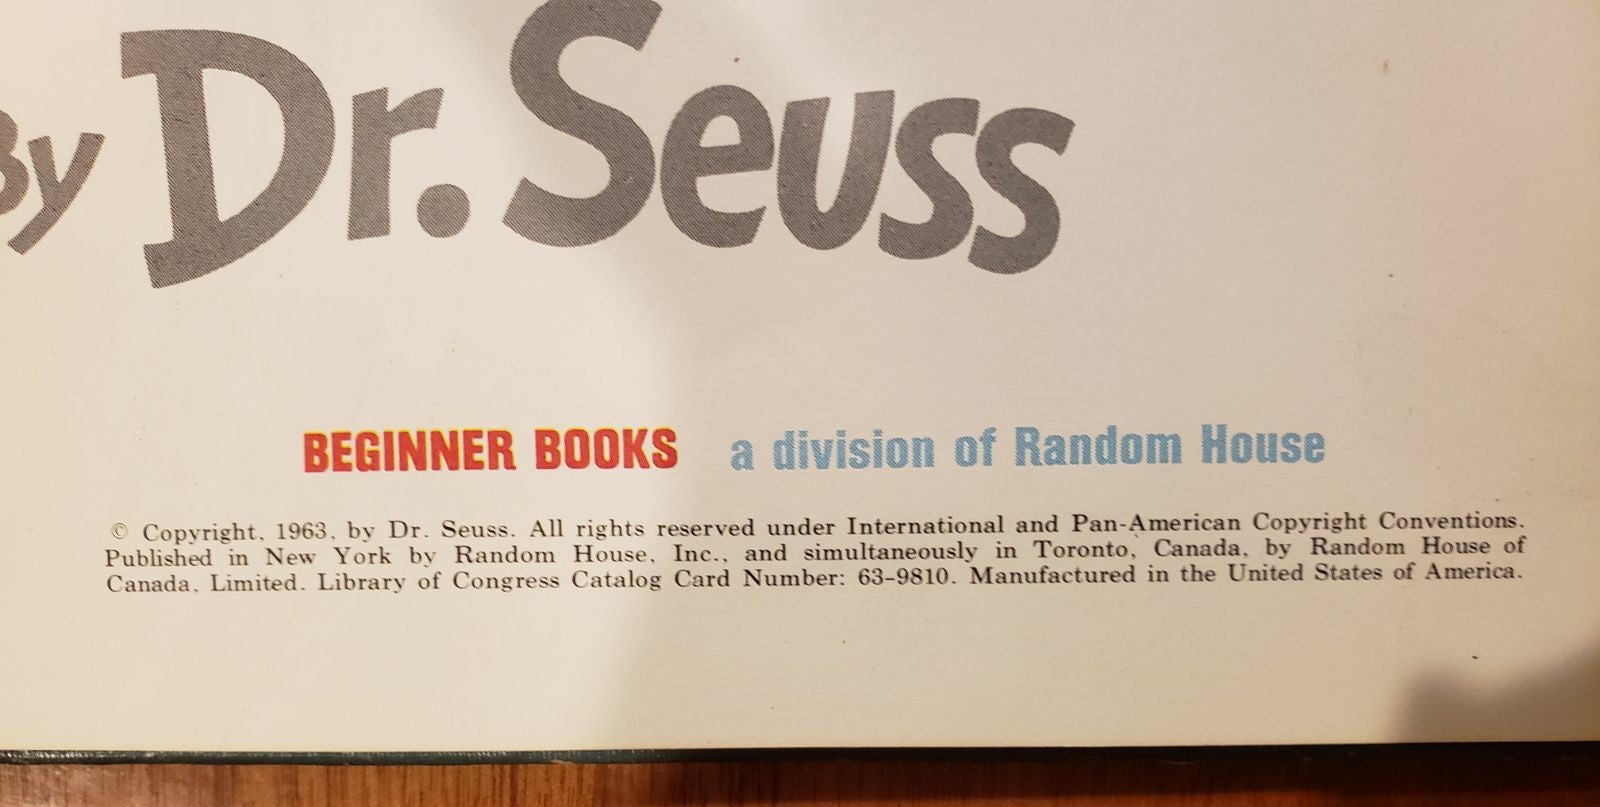 By Dr. Seuss
BEGINNER BOOKS a division of Random House
© Copyright, 1963, by Dr. Seuss. All rights reserved under International and Pan-American Copyright Conventions.
Published in New York by Random House, Inc., and simultaneously in Toronto, Canada, by Random House of
Canada, Limited. Library of Congress Catalog Card Number: 63-9810. Manufactured in the United States of America.